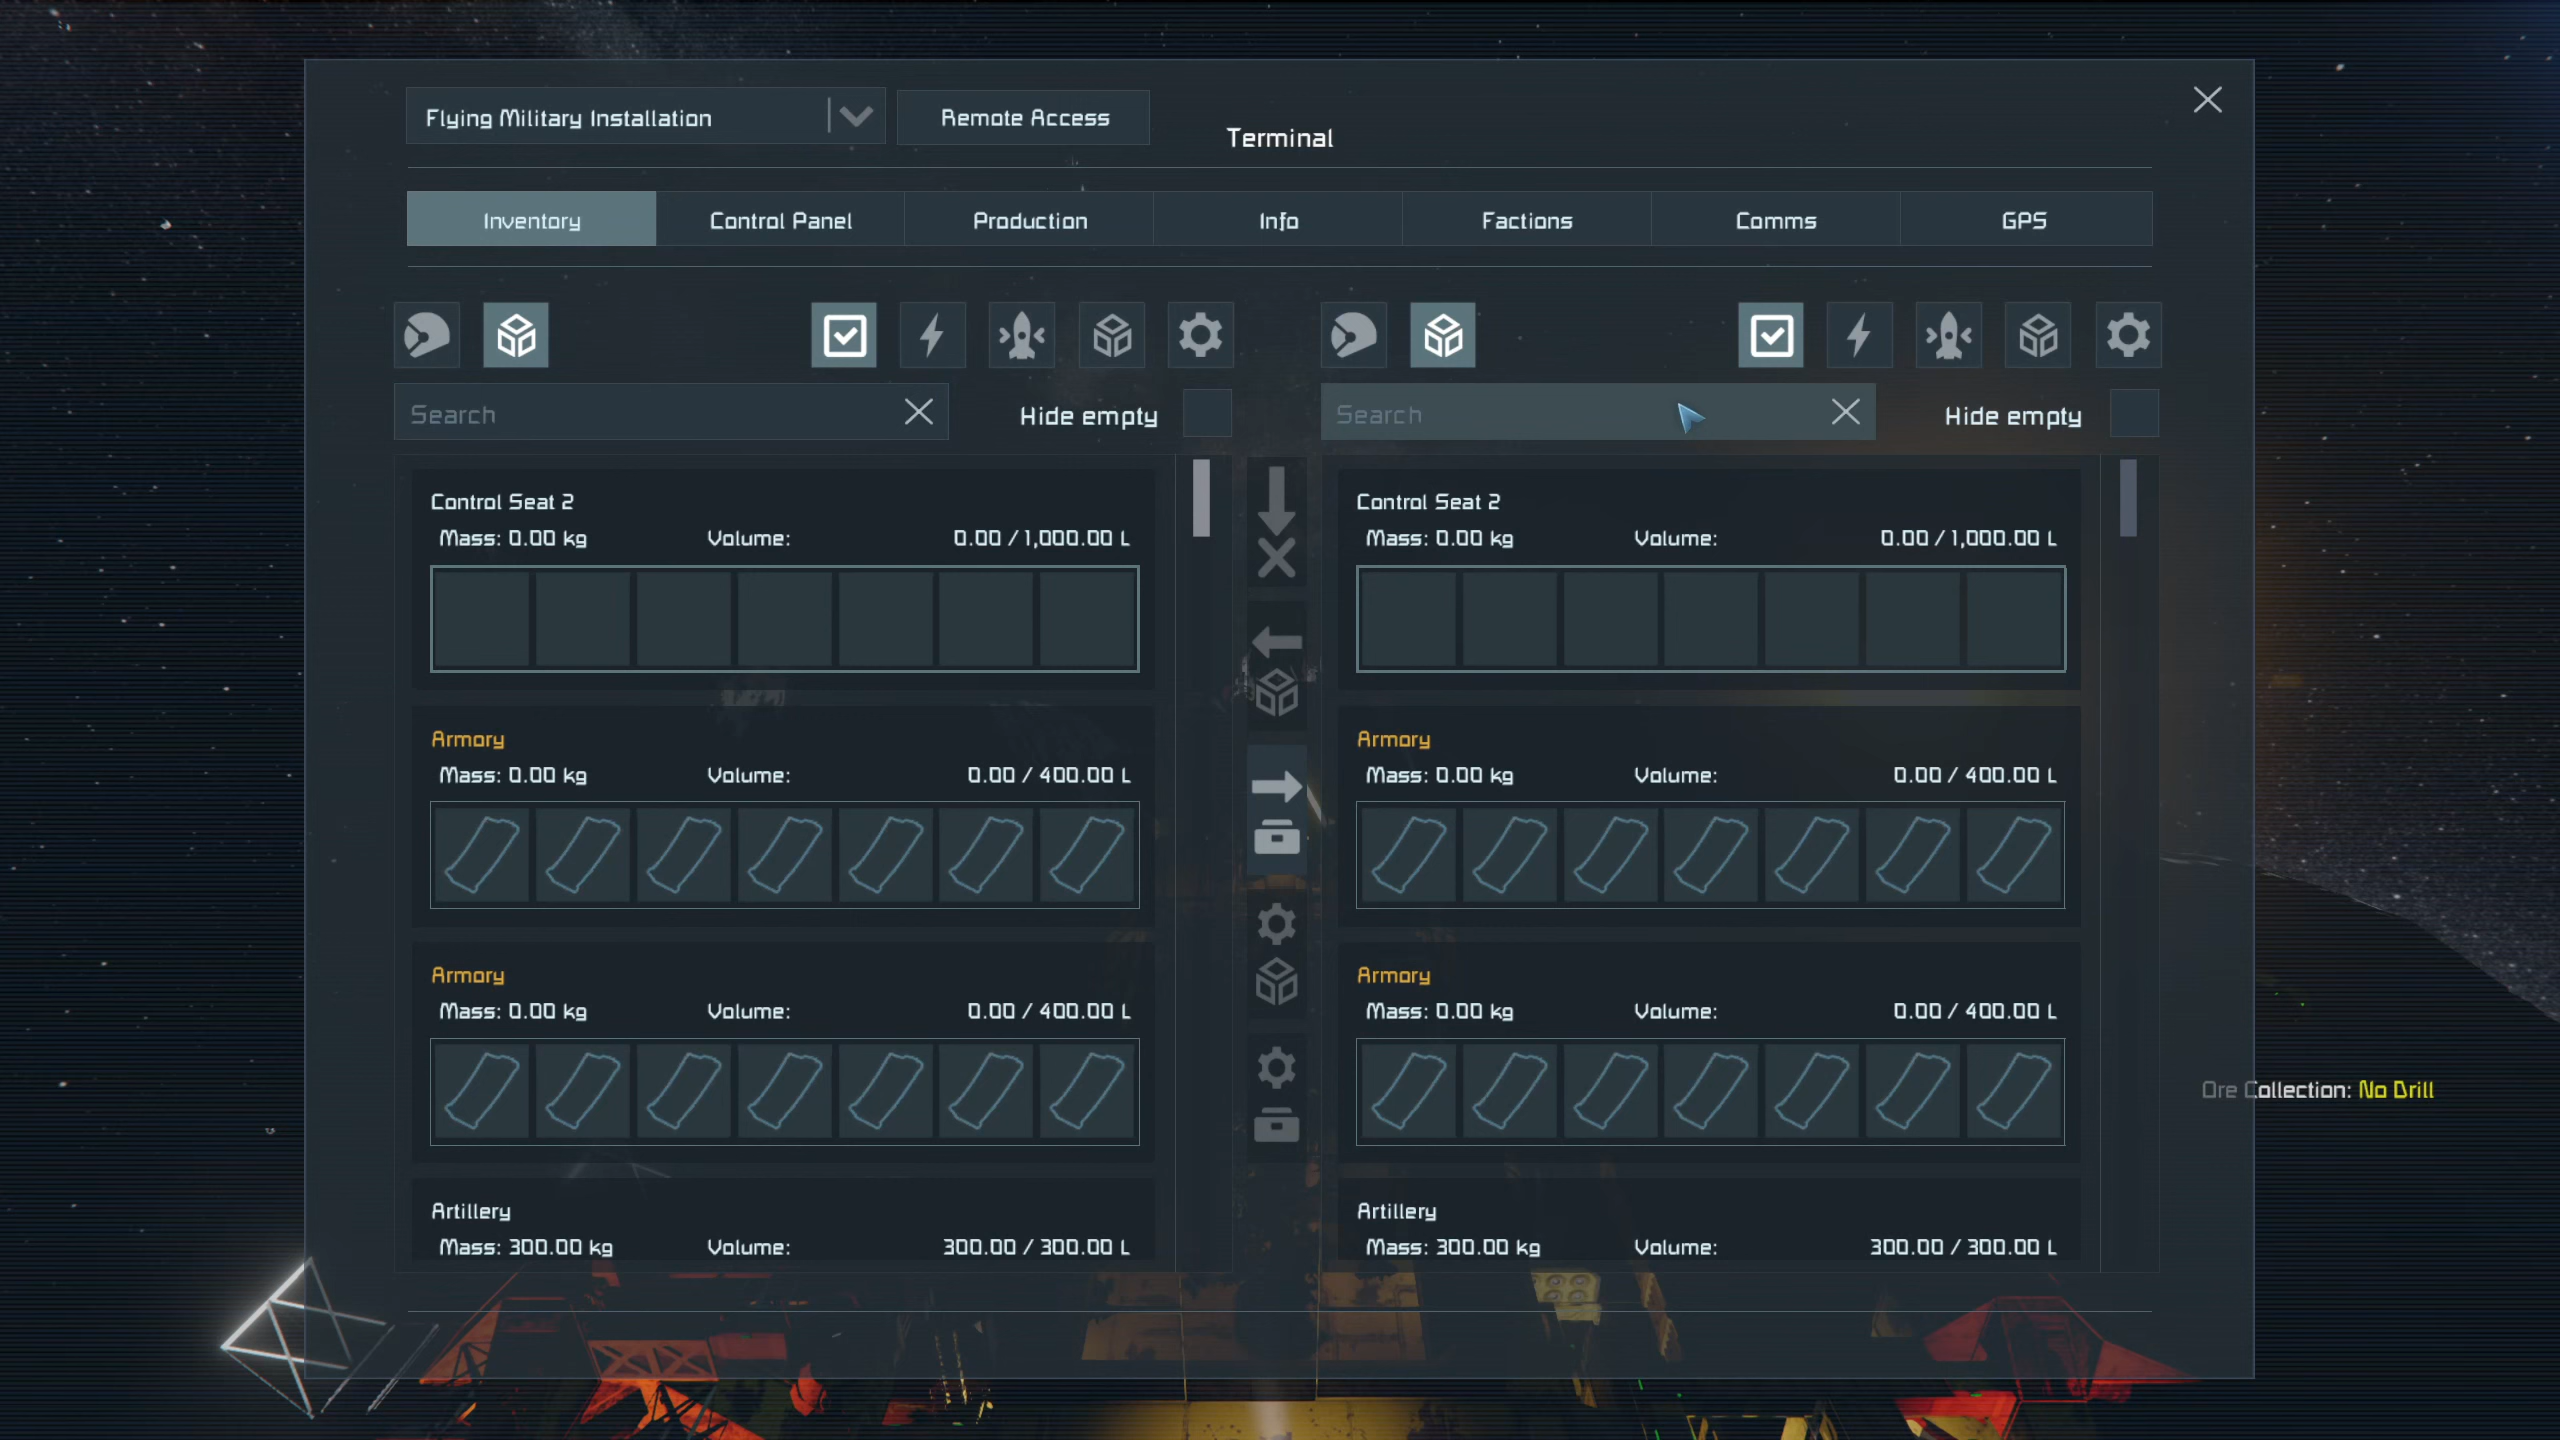 Flying Military Installation
Remote Access
Terminal
Inventory
Control Panel
Production
Info
Factions
Comms
GPS
Search
Hide empty
Search
Hide empty
Control Seat 2
Mass: 0.00 kg
Volume:
0.00 / 1,000.00 L
Armory
Mass: 0.00 kg
Volume:
0.00 / 400.00 L
Armory
Mass: 0.00 kg
Volume:
0.00 / 400.00 L
Artillery
Mass: 300.00 kg
Volume:
300.00 / 300.00 L
Control Seat 2
Mass: 0.00 kg
Volume:
0.00 / 1,000.00 L
Armory
Mass: 0.00 kg
Volume:
0.00 / 400.00 L
Armory
Mass: 0.00 kg
Volume:
0.00 / 400.00 L
Artillery
Mass: 300.00 kg
Volume:
300.00 / 300.00 L
Ore Collection: No Drill